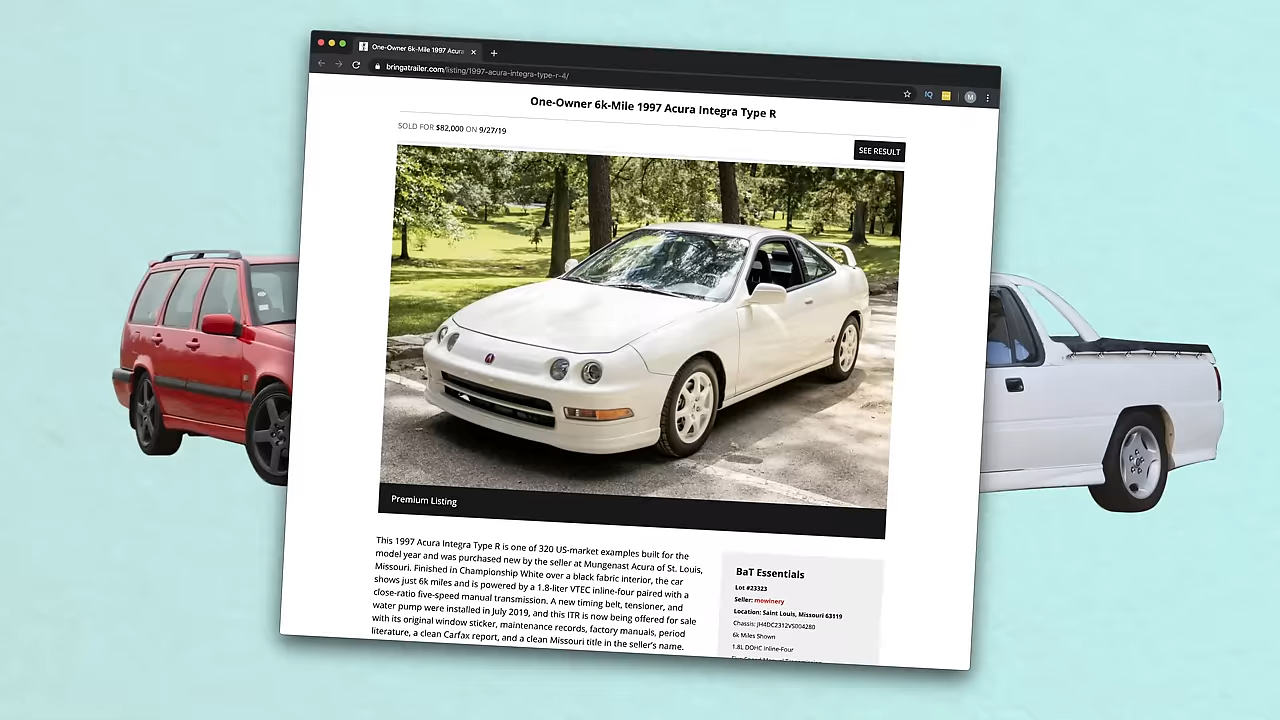 One-Owner 6k-Mile 1997 Acura
bringatrailer.com/listing/1997-acura-integra-type-r-4/
IQ
M
One-Owner 6k-Mile 1997 Acura Integra Type R
SOLD FOR $82,000 ON 9/27/19
SEE RESULT
Premium Listing
This 1997 Acura Integra Type R is one of 320 US-market examples built for the
model year and was purchased new by the seller at Mungenast Acura of St. Louis,
Missouri. Finished in Championship White over a black fabric interior, the car
shows just 6k miles and is powered by a 1.8-liter VTEC inline-four paired with a
close-ratio five-speed manual transmission. A new timing belt, tensioner, and
water pump were installed in July 2019, and this ITR is now being offered for sale
with its original window sticker, maintenance records, factory manuals, period
literature, a clean Carfax report, and a clean Missouri title in the seller's name.
BaT Essentials
Lot #23323
Seller: mowinery
Location: Saint Louis, Missouri 63119
Chassis: JH4DC2312VS004280
6k Miles Shown
1.8L DOHC Inline-Four
Five-Speed Manual Transmission